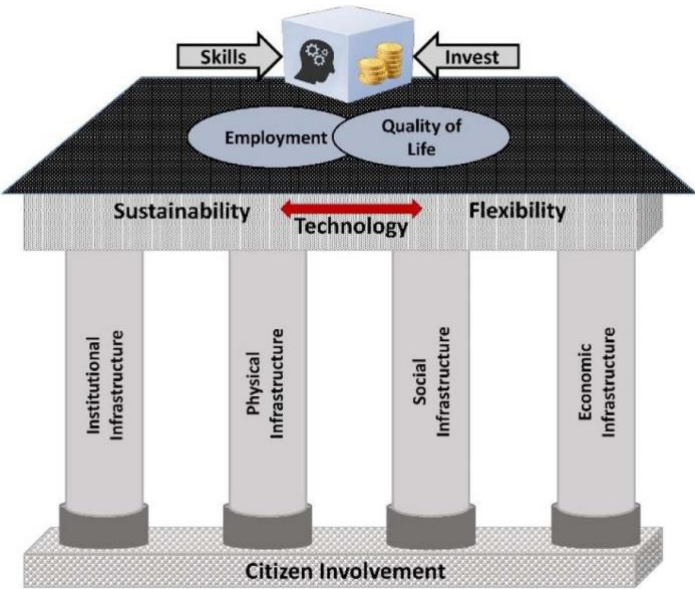 Skills
Invest
Employment
Quality of
Life
Sustainability
Flexibility
Technology
Institutional
Infrastructure
Physical
Infrastructure
Social
Infrastructure
Economic
Infrastructure
Citizen Involvement